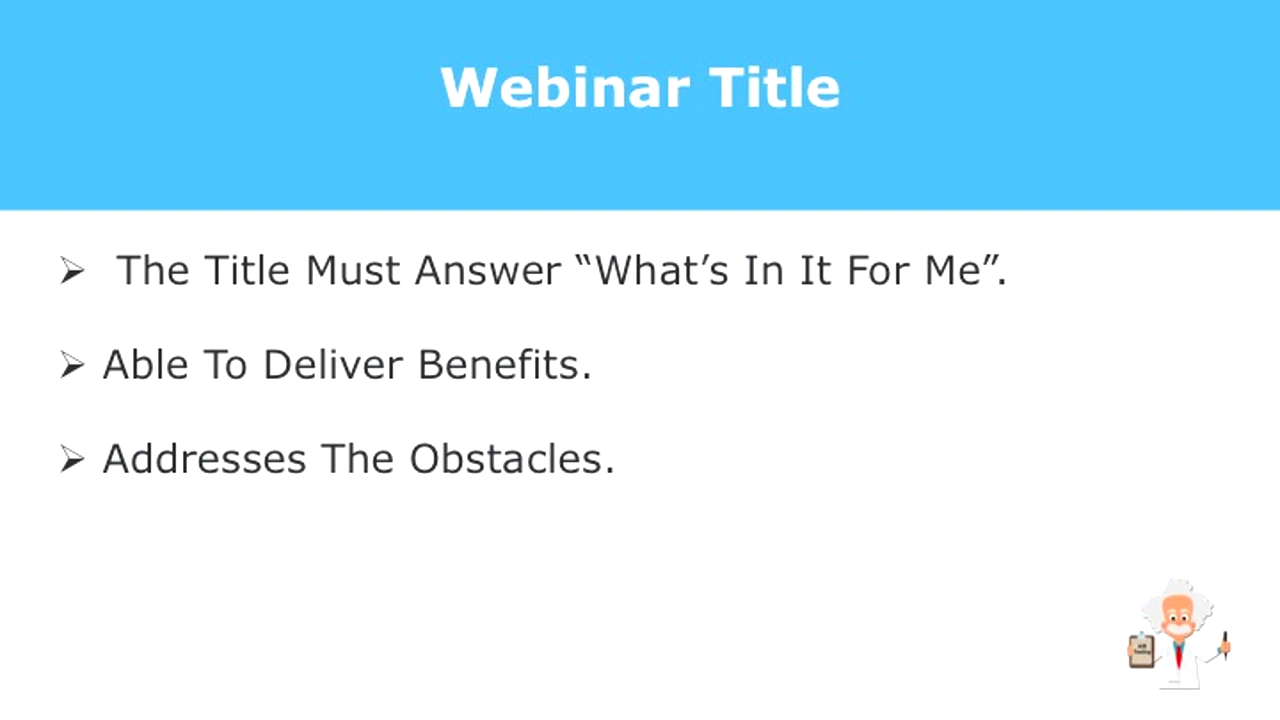 Webinar Title
➢ The Title Must Answer “What’s In It For Me”.
➢ Able To Deliver Benefits.
➢ Addresses The Obstacles.